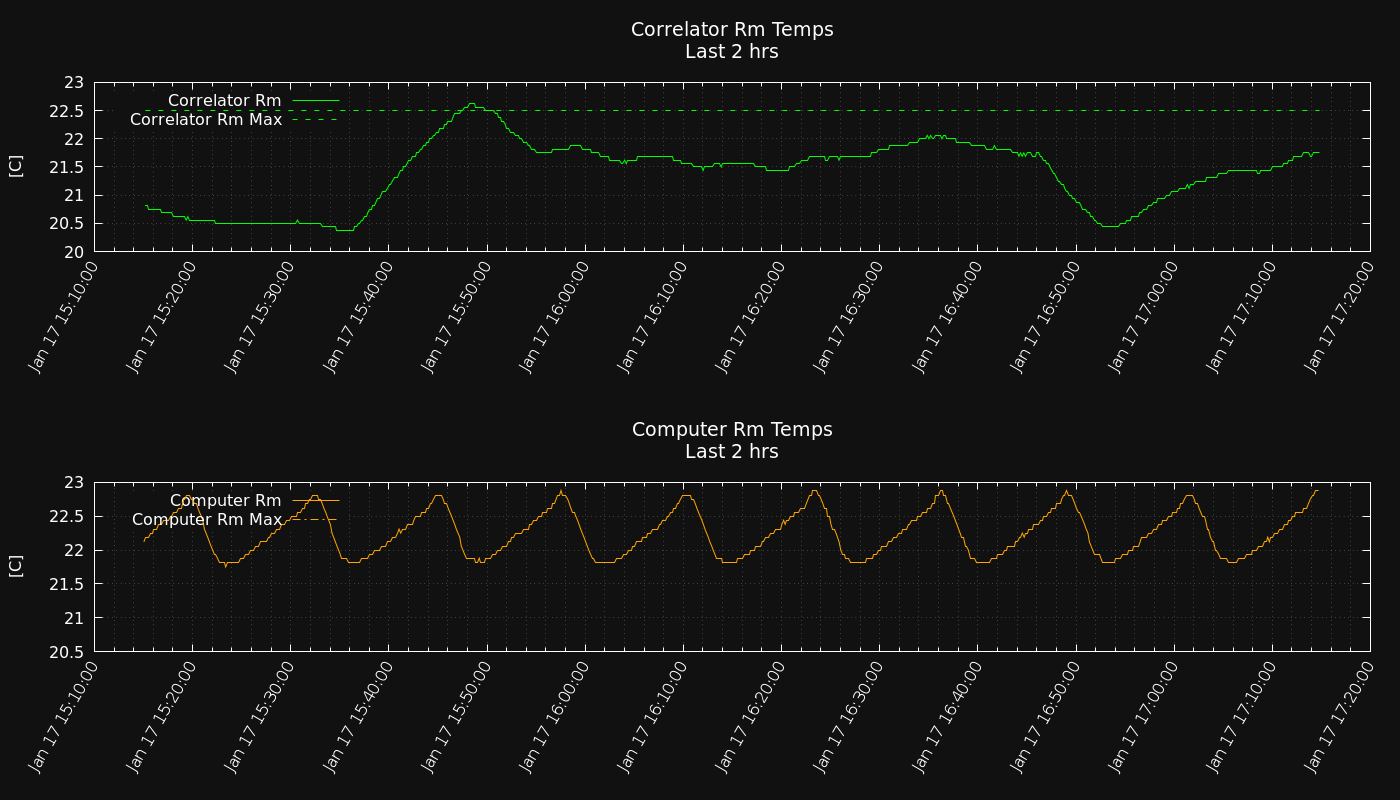 Correlator Rm Temps
Last 2 hrs
23
22.5
22
21.5
21
20.5
20
[C]
Correlator Rm
Correlator Rm Max
Jan 17 15:10:00
Jan 17 15:20:00
Jan 17 15:30:00
Jan 17 15:40:00
Jan 17 15:50:00
Jan 17 16:00:00
Jan 17 16:10:00
Jan 17 16:20:00
Jan 17 16:30:00
Jan 17 16:40:00
Jan 17 16:50:00
Jan 17 17:00:00
Jan 17 17:10:00
Jan 17 17:20:00
Computer Rm Temps
Last 2 hrs
23
22.5
22
21.5
21
20.5
[C]
Computer Rm
Computer Rm Max
Jan 17 15:10:00
Jan 17 15:20:00
Jan 17 15:30:00
Jan 17 15:40:00
Jan 17 15:50:00
Jan 17 16:00:00
Jan 17 16:10:00
Jan 17 16:20:00
Jan 17 16:30:00
Jan 17 16:40:00
Jan 17 16:50:00
Jan 17 17:00:00
Jan 17 17:10:00
Jan 17 17:20:00